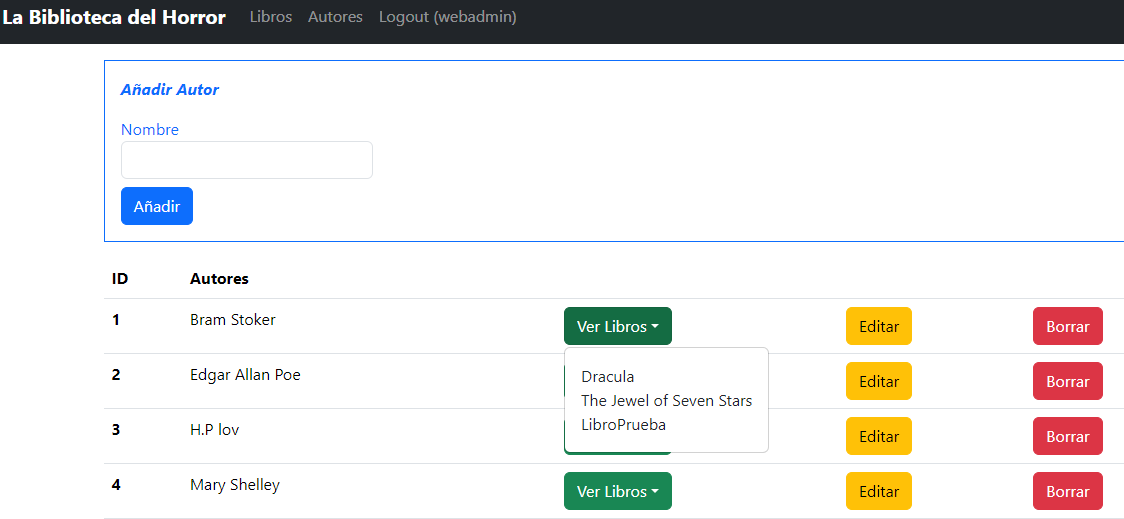 La Biblioteca del Horror Libros Autores Logout (webadmin)
Añadir Autor
Nombre
Añadir
ID Autores
1 Bram Stoker Ver Libros Editar Borrar
Dracula
The Jewel of Seven Stars
LibroPrueba
2 Edgar Allan Poe Editar Borrar
3 H.P lov Editar Borrar
4 Mary Shelley Ver Libros Editar Borrar